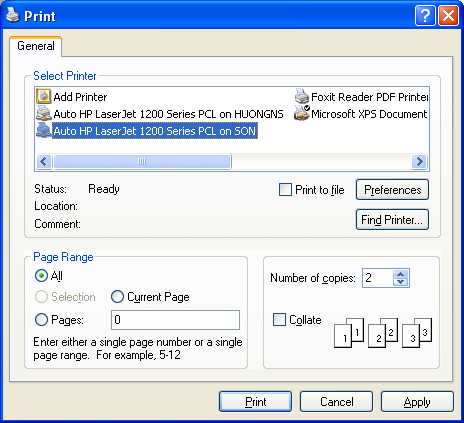 Print
General
Select Printer
Add Printer
Auto HP LaserJet 1200 Series PCL on HUONGNS
Auto HP LaserJet 1200 Series PCL on SON
Foxit Reader PDF Printer
Microsoft XPS Document
Status: Ready
Location:
Comment:
Print to file
Preferences
Find Printer...
Page Range
All
Selection
Current Page
Pages: 0
Enter either a single page number or a single
page range. For example, 5-12
Number of copies: 2
Collate
1 1 2 2 3 3
Print Cancel Apply